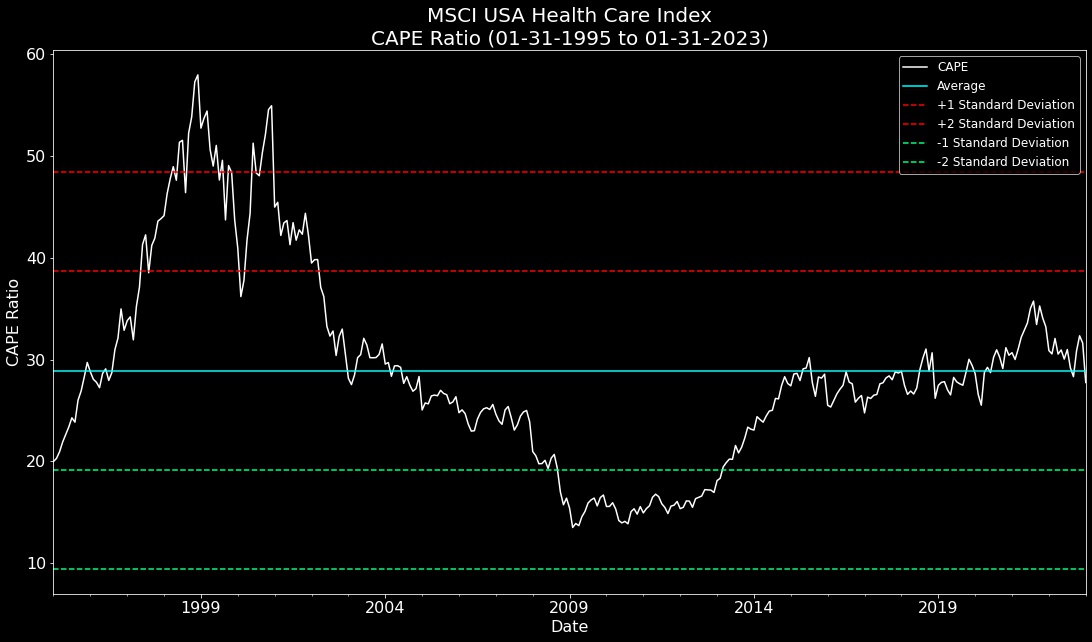 MSCI USA Health Care Index
CAPE Ratio (01-31-1995 to 01-31-2023)
60
50
40
30
20
10
CAPE Ratio
CAPE
Average
+1 Standard Deviation
+2 Standard Deviation
-1 Standard Deviation
-2 Standard Deviation
1999
2004
2009
2014
2019
Date